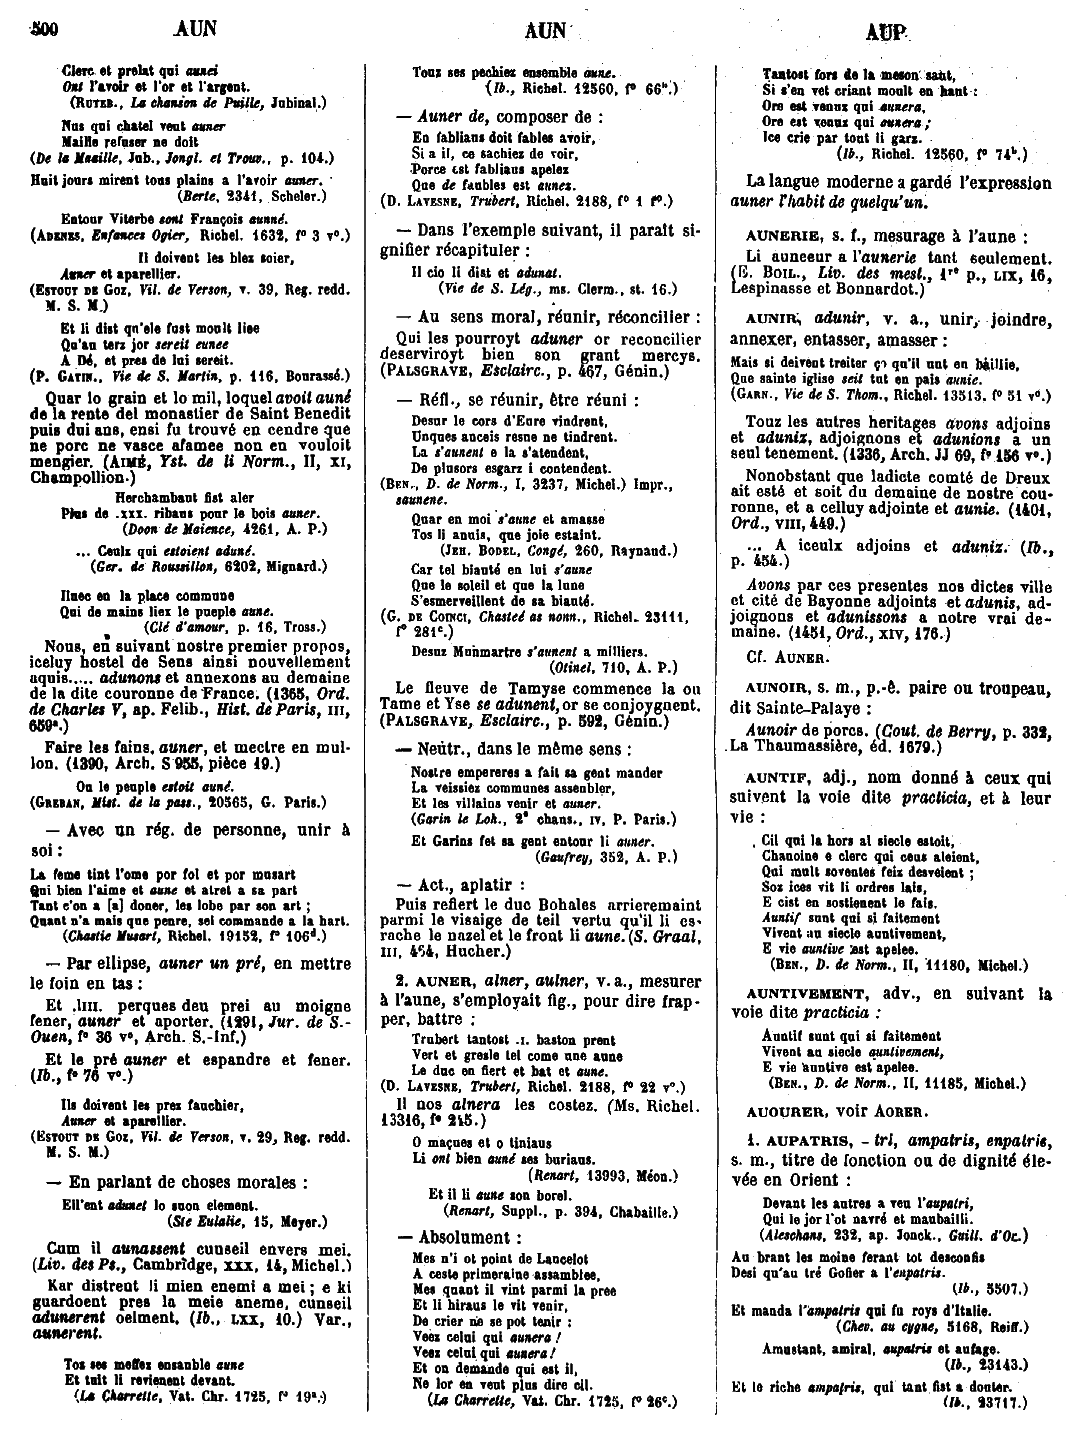 500 AUN
AUN
AUP
Clerc et prelat qui aunei
Ont l'avoir et l'or et l'argent.
(RUTEB., La chanson de Puille, Jubinal.)
Nus qui chatel veut auner
Maille refuser ne doit
(De la Maaille, Jub., Jongl. et Trouv., p. 104.)
Huit jours mirent tous plains a l'avoir auner.
(Berte, 2341, Scheler.)
Entour Viterbe sont François aunné.
(ADENES, Enfances Ogier, Richel. 1632, f° 3 v°.)
Il doivent les blez soier,
Auner et apareillier.
(ESTOUT DE GOZ, Vil. de Verson, v. 39, Reg. redd.
M. S. M.)
Et li dist qu'ele fust moult liee
Qu'au terz jor sereit eunee
A Dé, et pres de lui sereit.
(P. GATIN., Vie de S. Martin, p. 116, Bourassé.)
Quar lo grain et lo mil, loquel avoit auné
de la rente del monastier de Saint Benedit
puis dui ans, ensi fu trouvé en cendre que
ne porc ne vasce afamee non en vouloit
mengier. (AIMÉ, Yst. de li Norm., II, XI,
Champollion.)
Herchambaut fist aler
Plus de .xxx. ribaus pour le bois auner.
(Doon de Maience, 4261, A. P.)
... Ceulx qui estoient aduné.
(Ger. de Roussillon, 6202, Mignard.)
Iluec en la place commune
Qui de mains liex le pueple aune.
(Clé d'amour, p. 16, Tross.)
Nous, en suivant nostre premier propos,
iceluy hostel de Sens ainsi nouvellement
aquis..... adunons et annexons au demaine
de la dite couronne de France. (1365, Ord.
de Charles V, ap. Felib., Hist. de Paris, III,
659ª.)
Faire les fains, auner, et mectre en mul-
lon. (1390, Arch. S 955, pièce 19.)
Ou le peuple estoit auné.
(GREBAN, Mist. de la pass., 20565, G. Paris.)
— Avec un rég. de personne, unir à
soi :
La feme tint l'ome por fol et por musart
Qui bien l'aime et aune et atret a sa part
Tant c'on a [a] doner, les lobe par son art ;
Quant n'a mais que penre, sel commande a la hart.
(Chastie Musart, Richel. 19152, f° 106ᵈ.)
— Par ellipse, auner un pré, en mettre
le foin en tas :
Et .IIII. perques deu prei au moigne
fener, auner et aporter. (1291, Jur. de S.-
Ouen, f° 36 v°, Arch. S.-Inf.)
Et le pré auner et espandre et fener.
(Ib., f° 76 v°.)
Ils doivent les prez fauchier,
Auner et apareillier.
(ESTOUT DE GOZ, Vil. de Verson, v. 29, Reg. redd.
M. S. M.)
— En parlant de choses morales :
Ell'ent adunet lo suon element.
(Ste Eulalie, 15, Meyer.)
Cum il aunassent cunseil envers mei.
(Liv. des Ps., Cambridge, XXX, 14, Michel.)
Kar distrent li mien enemi a mei ; e ki
guardoent pres la meie aneme, cunseil
adunerent oelment. (Ib., LXX, 10.) Var.,
aunerent.
Toz ses meffez ensanble aune
Et tuit li revienent devant.
(La Charrette, Vat. Chr. 1725, f° 19ª.)
Touz ses pechiez ensemble aune.
(Ib., Richel. 12560, f° 66ᵇ.)
— Auner de, composer de :
En fabliaus doit fables avoir,
Si a il, ce sachiez de voir,
Porce est fabliaus apelez
Que de faubles est aunez.
(D. LAVESNE, Trubert, Richel. 2188, f° 1 r°.)
— Dans l'exemple suivant, il paraît si-
gnifier récapituler :
Il cio li dist et adunat.
(Vie de S. Lég., ms. Clerm., st. 16.)
— Au sens moral, réunir, réconcilier :
Qui les pourroyt aduner or reconcilier
deserviroyt bien son grant mercys.
(PALSGRAVE, Esclairc., p. 467, Génin.)
— Réfl., se réunir, être réuni :
Desur le cors d'Eure vindrent,
Unques anceis resne ne tindrent.
La s'aunent e la s'atendent,
De plusors esgarz i contendent.
(BEN., D. de Norm., I, 3237, Michel.) Impr.,
saunene.
Quar en moi s'aune et amasse
Tos li anuis, que joie estaint.
(JEH. BODEL, Congé, 260, Raynaud.)
Car tel biauté en lui s'aune
Que le soleil et que la lune
S'esmerveillent de sa biauté.
(G. DE COINCI, Chasteé as nonn., Richel. 23111,
f° 281ᶜ.)
Desuz Munmartre s'aunent a milliers.
(Otinel, 710, A. P.)
Le fleuve de Tamyse commence la ou
Tame et Yse se adunent, or se conjoygnent.
(PALSGRAVE, Esclairc., p. 592, Génin.)
— Neutr., dans le même sens :
Nostre empereres a fait sa gent mander
La veissiez communes assenbler,
Et les villains venir et auner.
(Garin le Loh., 2ᵉ chans., IV, P. Paris.)
Et Garins fet sa gent entour li auner.
(Gaufrey, 352, A. P.)
— Act., aplatir :
Puis refiert le duc Bohales arrieremaint
parmi le visaige de teil vertu qu'il li es-
rache le nazel et le front li aune. (S. Graal,
III, 454, Hucher.)
2. AUNER, alner, aulner, v. a., mesurer
à l'aune, s'employait fig., pour dire frap-
per, battre :
Trubert tantost .I. baston prent
Vert et gresle tel come une aune
Le duc en fiert et bat et aune.
(D. LAVESNE, Trubert, Richel. 2188, f° 22 v°.)
Il nos alnera les costez. (Ms. Richel.
13316, f° 215.)
O maçues et o tiniaus
Li ont bien auné ses buriaus.
(Renart, 13993, Méon.)
Et il li aune son borel.
(Renart, Suppl., p. 394, Chabaille.)
— Absolument :
Mes n'i ot point de Lancelot
A ceste primeraine assamblee,
Mes quant il vint parmi la pree
Et li hiraus le vit venir,
De crier ne se pot tenir :
Veez celui qui aunera !
Veez celui qui aunera !
Et on demande qui est il,
Ne lor en veut plus dire cil.
(La Charrette, Vat. Chr. 1725, f° 26ᶜ.)
Tantost fors de la meson saut,
Si s'en vet criant moult en haut :
Ore est venuz qui aunera,
Ore est venuz qui aunera ;
Ice crie par tout li garz.
(Ib., Richel. 12560, f° 74ᵇ.)
La langue moderne a gardé l'expression
auner l'habit de quelqu'un.
AUNERIE, s. f., mesurage à l'aune :
Li auneeur a l'aunerie tant seulement.
(E. BOIL., Liv. des mest., 1ʳᵉ p., LIX, 16,
Lespinasse et Bonnardot.)
AUNIR, adunir, v. a., unir, joindre,
annexer, entasser, amasser :
Mais si deivent treiter ço qu'il unt en baillie,
Que sainte iglise seit tut en pais aunie.
(GARN., Vie de S. Thom., Richel. 13513, f° 51 v°.)
Touz les autres heritages avons adjoins
et aduniz, adjoignons et adunions a un
seul tenement. (1336, Arch. JJ 69, f° 156 v°.)
Nonobstant que ladicte comté de Dreux
ait esté et soit du demaine de nostre cou-
ronne, et a celluy adjointe et aunie. (1401,
Ord., VIII, 449.)
... A iceulx adjoins et aduniz. (Ib.,
p. 454.)
Avons par ces presentes nos dictes ville
et cité de Bayonne adjoints et adunis, ad-
joignons et adunissons a notre vrai de-
maine. (1451, Ord., XIV, 176.)
Cf. AUNER.
AUNOIR, s. m., p.-ê. paire ou troupeau,
dit Sainte-Palaye :
Aunoir de porcs. (Cout. de Berry, p. 332,
La Thaumassière, éd. 1679.)
AUNTIF, adj., nom donné à ceux qui
suivent la voie dite practicia, et à leur
vie :
Cil qui la hors al siecle estoit,
Chanoine e clerc qui ceus aleient,
Qui mult soventes feiz desveient ;
Soz ices vit li ordres lais,
E cist en sostienent le fais.
Auntif sunt qui si faitement
Vivent au siecle auntivement,
E vie auntive est apelee.
(BEN., D. de Norm., II, 11180, Michel.)
AUNTIVEMENT, adv., en suivant la
voie dite practicia :
Auntif sunt qui si faitement
Vivent au siecle auntivement,
E vie auntive est apelee.
(BEN., D. de Norm., II, 11185, Michel.)
AUOURER, voir AORER.
1. AUPATRIS, - tri, ampatris, enpatris,
s. m., titre de fonction ou de dignité éle-
vée en Orient :
Devant les autres a veu l'aupatri,
Qui le jor l'ot navré et maubailli.
(Aleschans, 232, ap. Jonck., Guill. d'Or.)
Au brant les moine ferant tot desconfis
Desi qu'au tré Gofier a l'enpatris.
(Ib., 5507.)
Et manda l'ampatris qui fu roys d'Italie.
(Chev. au cygne, 5168, Reiff.)
Amustant, amiral, aupatris et aufage.
(Ib., 23143.)
Et le riche ampatris, qui tant fist a douter.
(Ib., 23717.)